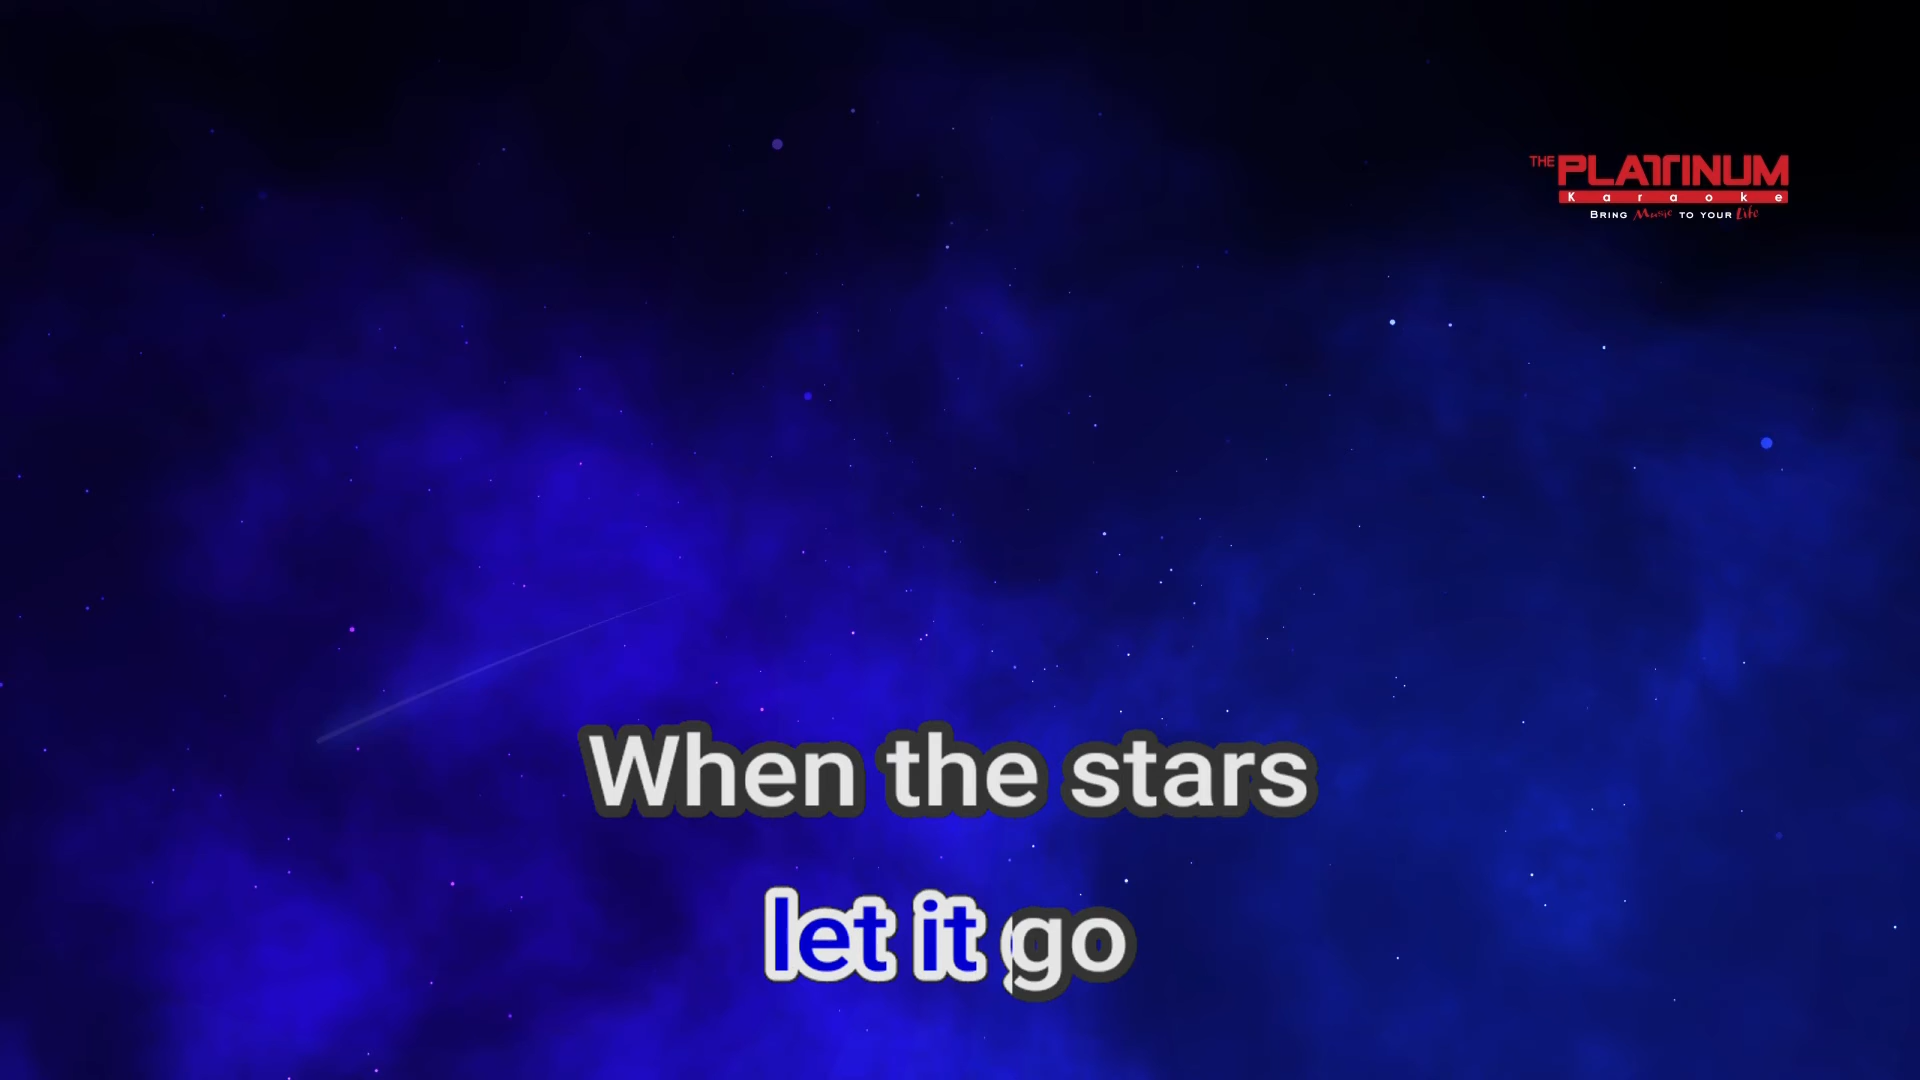 THE PLATINUM
Karaoke
BRING Music TO YOUR Life
When the stars
let it go